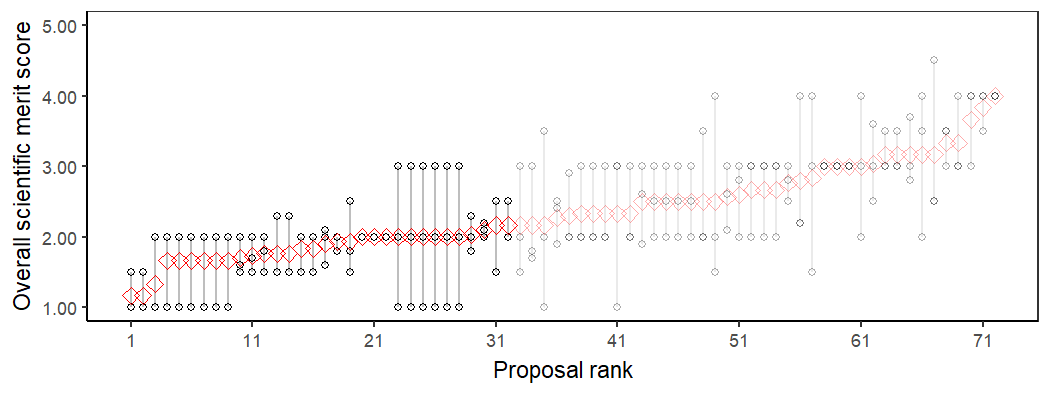 Overall scientific merit score
5.00
4.00
3.00
2.00
1.00
1 11 21 31 41 51 61 71
Proposal rank